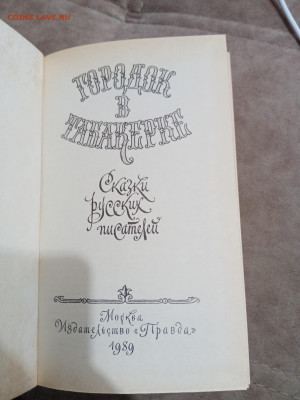 ГОРОДОК
В
ТАБАКЕРКЕ
Сказки
русских
писателей
Москва
Издательство «Правда»
1989